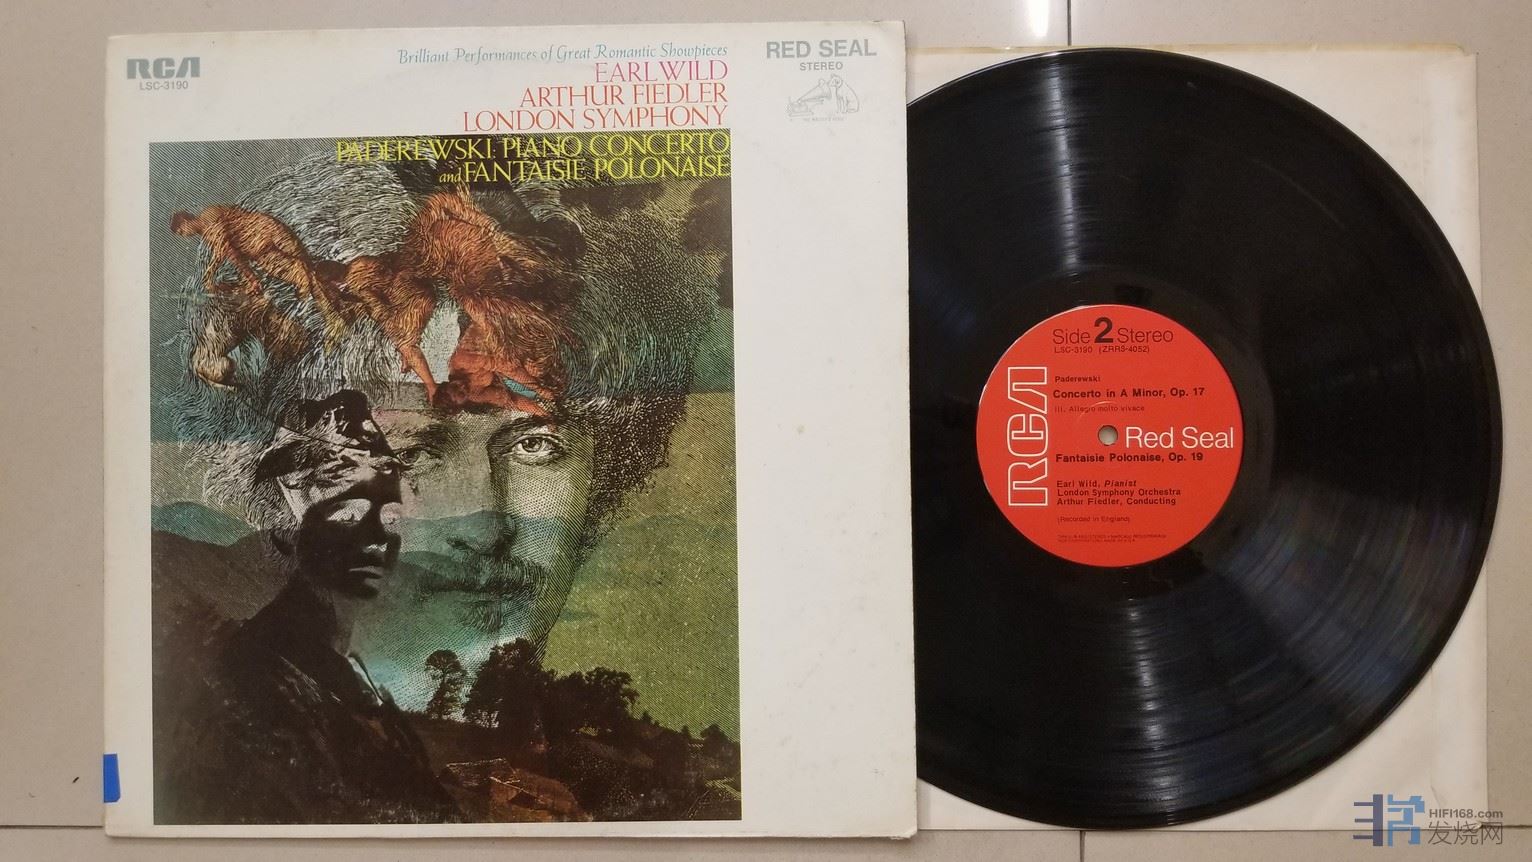 RCA
LSC-3190
Brilliant Performances of Great Romantic Showpieces
EARL WILD
ARTHUR FIEDLER
LONDON SYMPHONY
PADEREWSKI: PIANO CONCERTO
and FANTAISIE POLONAISE
RED SEAL
STEREO
Side 2 Stereo
LSC-3190 (ZRRS-4052)
Paderewski
Concerto in A Minor, Op. 17
III. Allegro molto vivace
RCA
Red Seal
Fantaisie Polonaise, Op. 19
Earl Wild, Pianist
London Symphony Orchestra
Arthur Fiedler, Conducting
(Recorded in England)
HIFI168.com
发烧网